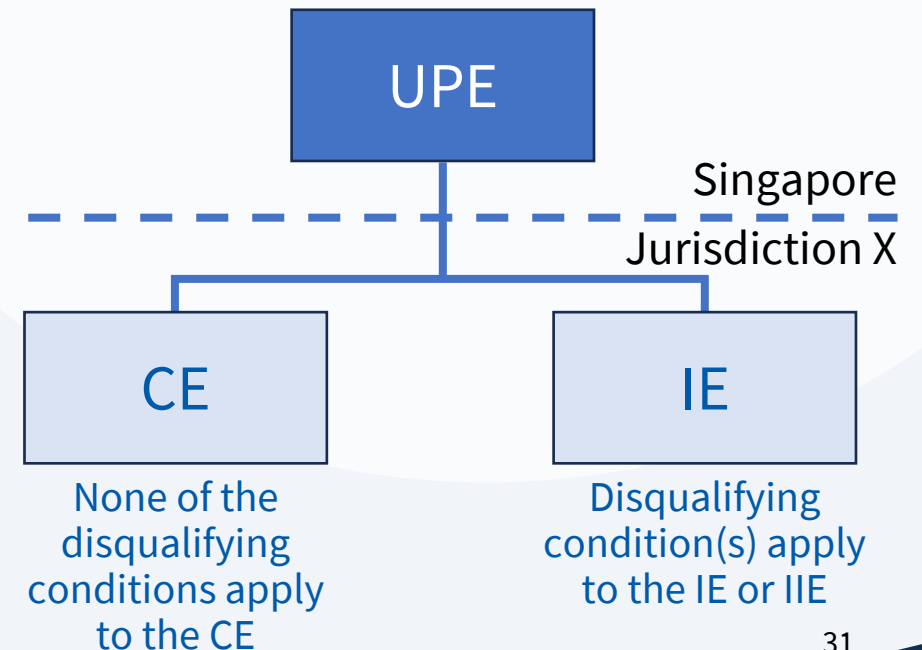 UPE
Singapore
Jurisdiction X
CE
IE
None of the
disqualifying
conditions apply
to the CE
Disqualifying
condition(s) apply
to the IE or IIE
31